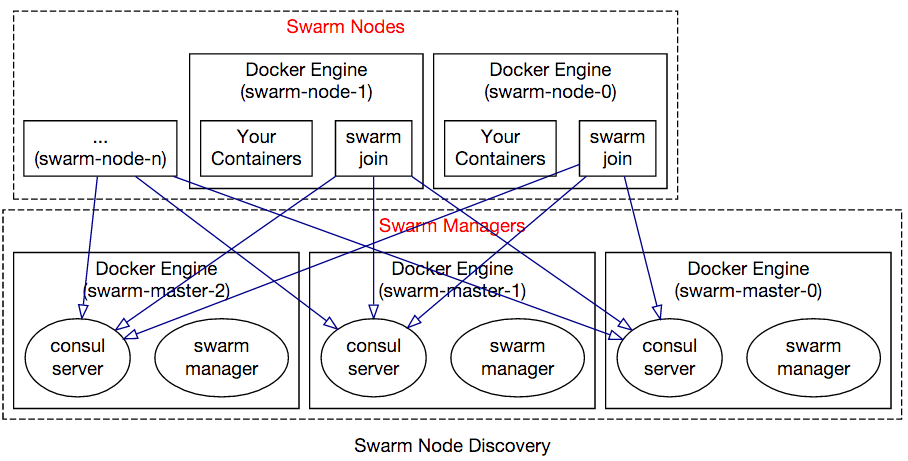 Swarm Nodes
Docker Engine
(swarm-node-1)
Docker Engine
(swarm-node-0)
...
(swarm-node-n)
Your
Containers
swarm
join
Your
Containers
swarm
join
Swarm Managers
Docker Engine
(swarm-master-2)
Docker Engine
(swarm-master-1)
Docker Engine
(swarm-master-0)
consul
server
swarm
manager
consul
server
swarm
manager
consul
server
swarm
manager
Swarm Node Discovery